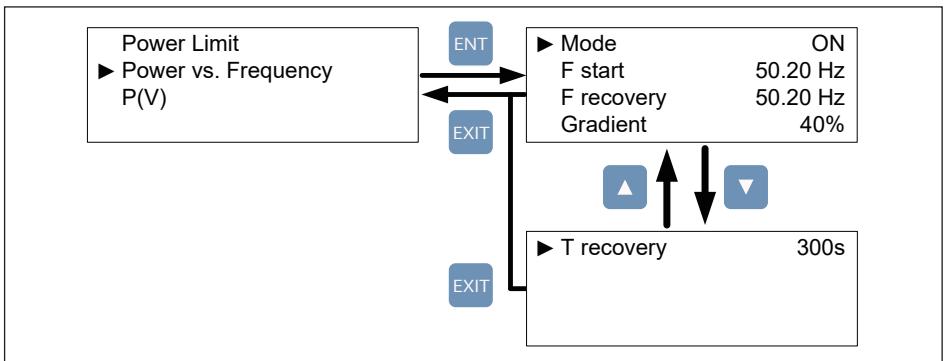 Power Limit
► Power vs. Frequency
P(V)
ENT
EXIT
► Mode ON
F start 50.20 Hz
F recovery 50.20 Hz
Gradient 40%
▲ ▼
EXIT
► T recovery 300s